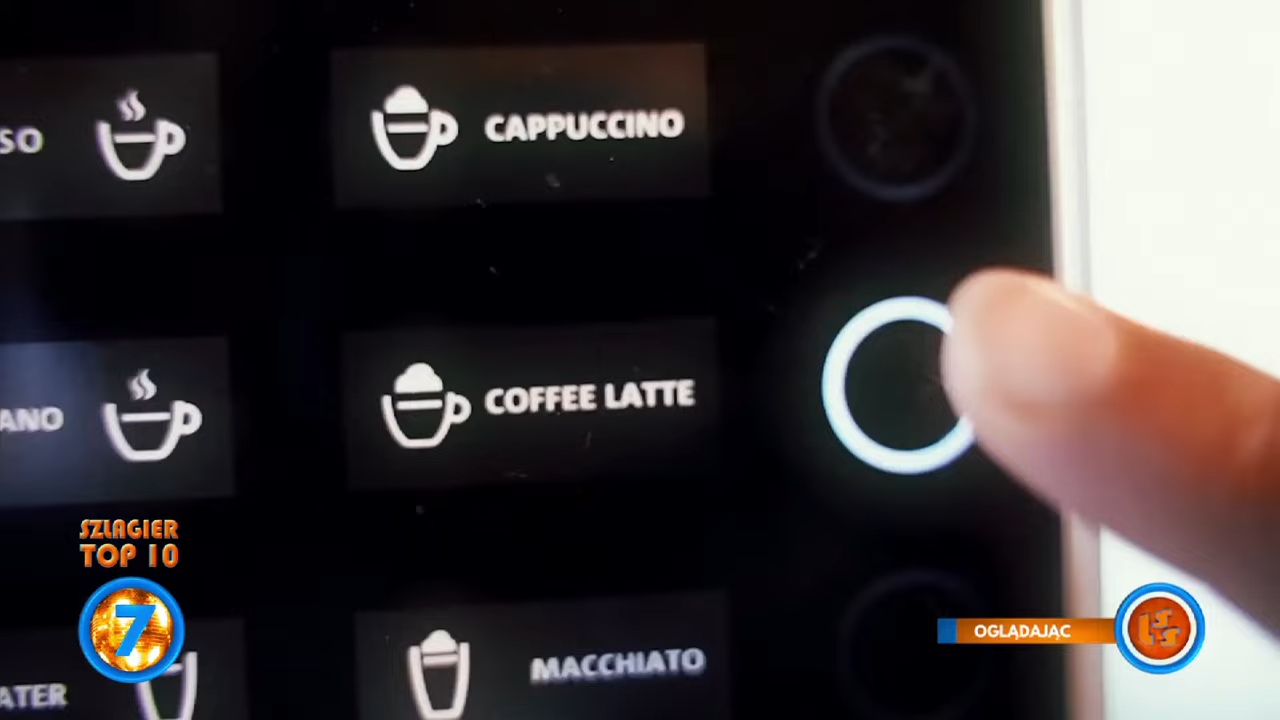 SO
CAPPUCCINO
ANO
COFFEE LATTE
SZLAGIER
TOP 10
7
OGLĄDAJĄC
ATER
MACCHIATO